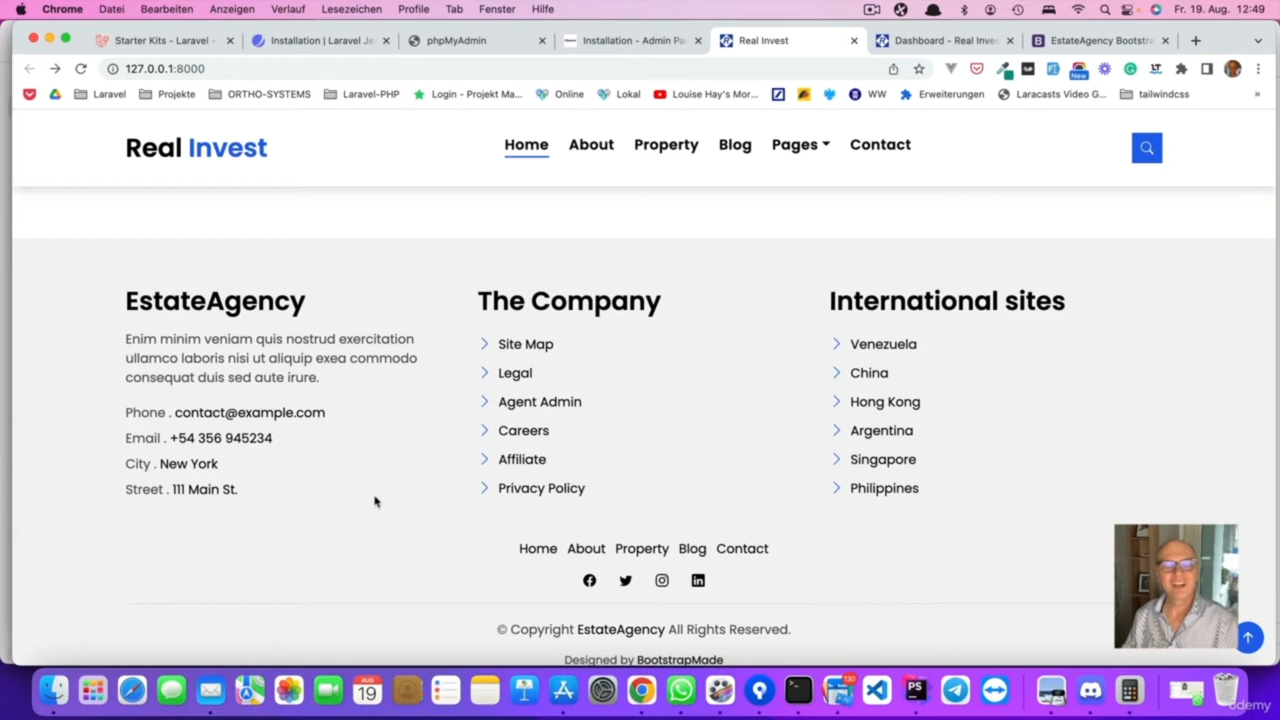 Chrome Datei Bearbeiten Anzeigen Verlauf Lesezeichen Profile Tab Fenster Hilfe Fr. 19. Aug. 12:49
Starter Kits - Laravel - Installation | Laravel Je phpMyAdmin Installation - Admin Pa Real Invest Dashboard - Real Inves EstateAgency Bootstra
127.0.0.1:8000
New
Laravel Projekte ORTHO-SYSTEMS Laravel-PHP Login - Projekt Ma... Online Lokal Louise Hay's Mor... WW Erweiterungen Laracasts Video G... tailwindcss »
Real Invest
Home About Property Blog Pages Contact
EstateAgency
Enim minim veniam quis nostrud exercitation
ullamco laboris nisi ut aliquip exea commodo
consequat duis sed aute irure.
Phone . contact@example.com
Email . +54 356 945234
City . New York
Street . 111 Main St.
The Company
Site Map
Legal
Agent Admin
Careers
Affiliate
Privacy Policy
International sites
Venezuela
China
Hong Kong
Argentina
Singapore
Philippines
Home About Property Blog Contact
© Copyright EstateAgency All Rights Reserved.
Designed by BootstrapMade
AUG
19
130
PS
udemy